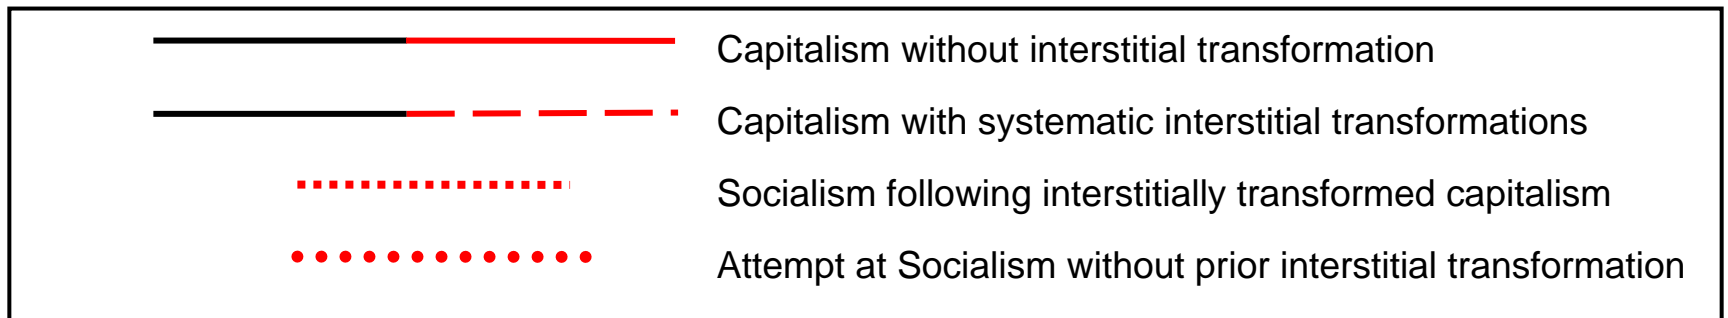 Capitalism without interstitial transformation
Capitalism with systematic interstitial transformations
Socialism following interstitially transformed capitalism
Attempt at Socialism without prior interstitial transformation